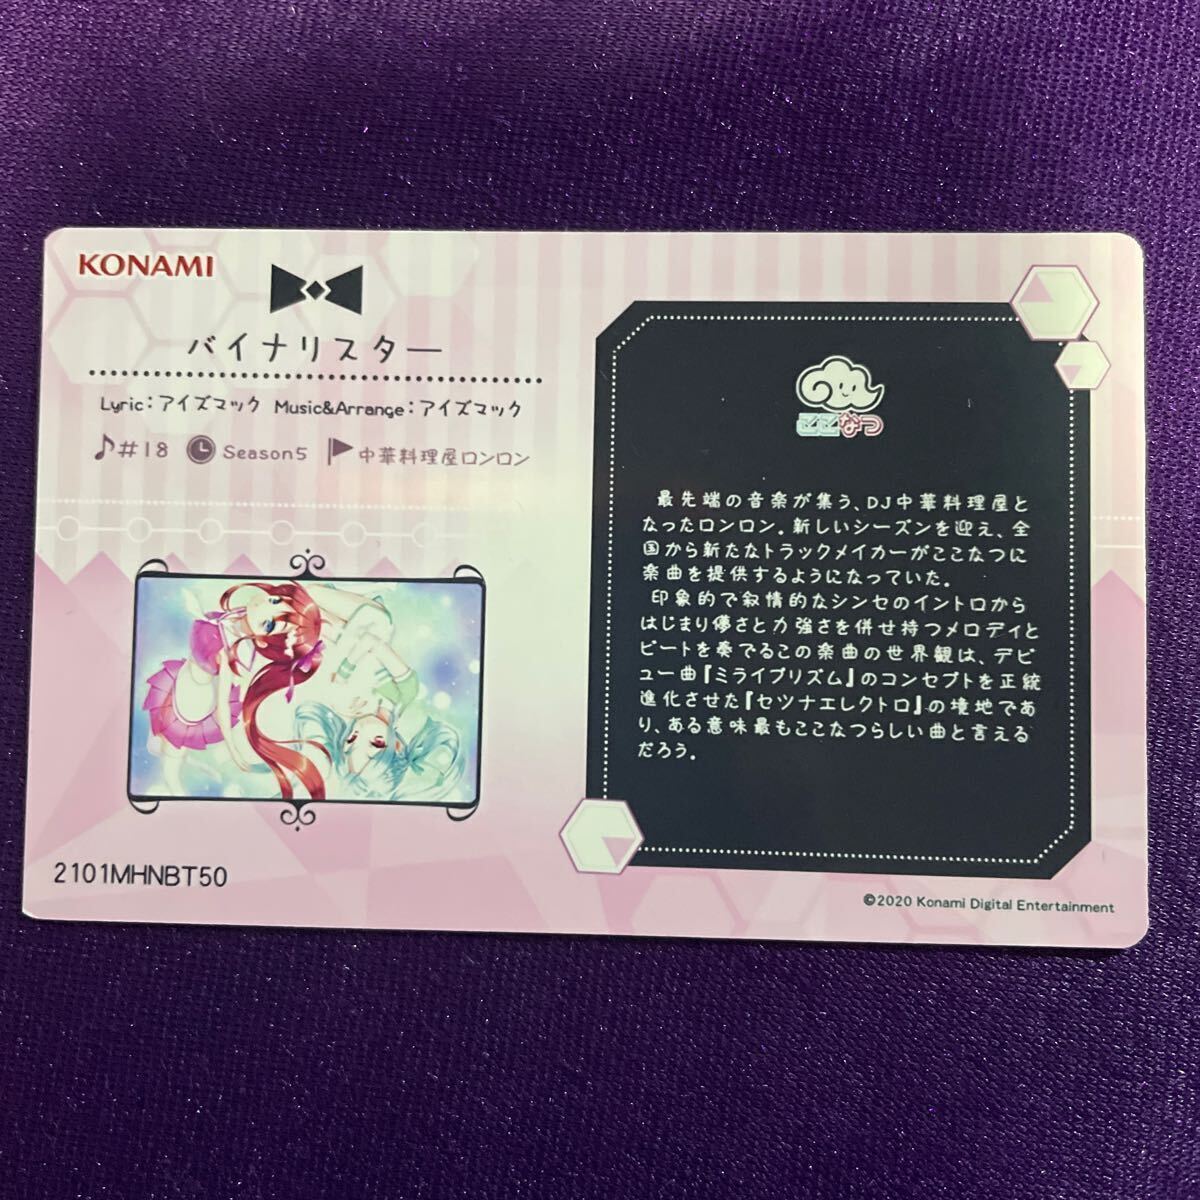 KONAMI
バイナリスター
Lyric:アイズマック Music&Arrange:アイズマック
#18 Season5 中華料理屋ロンロン
2101MHNBT50
ここなつ
最先端の音楽が集う、DJ中華料理屋と
なったロンロン。新しいシーズンを迎え、全
国から新たなトラックメイカーがここなつに
楽曲を提供するようになっていた。
印象的で叙情的なシンセのイントロから
はじまり儚さと力強さを併せ持つメロディと
ビートを奏でるこの楽曲の世界観は、デビ
ュー曲『ミライプリズム』のコンセプトを正統
進化させた『セツナエレクトロ』の境地であ
り、ある意味最もここなつらしい曲と言える
だろう。
©2020 Konami Digital Entertainment